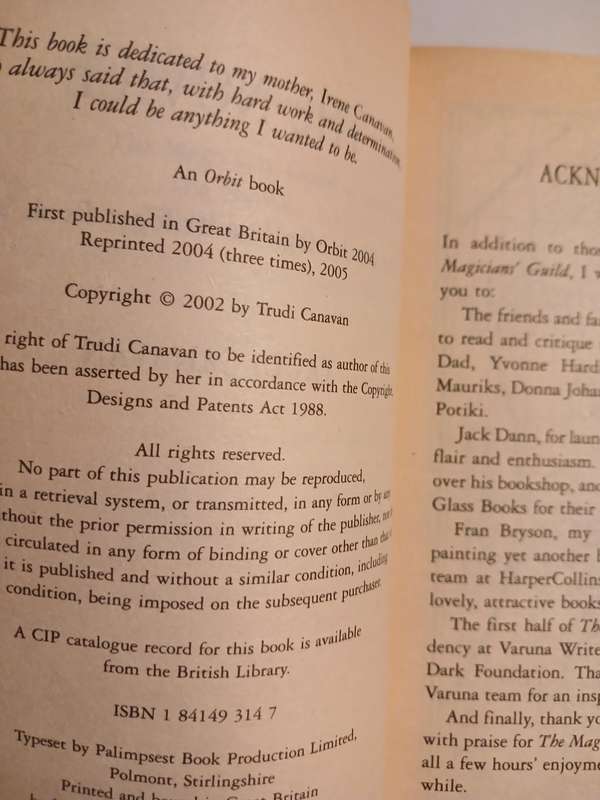 This book is dedicated to my mother, Irene Canavan,
always said that, with hard work and determination,
I could be anything I wanted to be.
An Orbit book
First published in Great Britain by Orbit 2004
Reprinted 2004 (three times), 2005
Copyright © 2002 by Trudi Canavan
right of Trudi Canavan to be identified as author of this
has been asserted by her in accordance with the Copyright,
Designs and Patents Act 1988.
All rights reserved.
No part of this publication may be reproduced,
in a retrieval system, or transmitted, in any form or by any
without the prior permission in writing of the publisher, nor
circulated in any form of binding or cover other than that
it is published and without a similar condition, including
condition, being imposed on the subsequent purchaser.
A CIP catalogue record for this book is available
from the British Library.
ISBN 1 84149 314 7
Typeset by Palimpsest Book Production Limited,
Polmont, Stirlingshire
Printed and bound in Great Britain
ACKN
In addition to tho
Magicians' Guild, I w
you to:
The friends and fa
to read and critique
Dad, Yvonne Hard
Mauriks, Donna Joha
Potiki.
Jack Dann, for laun
flair and enthusiasm.
over his bookshop, and
Glass Books for their
Fran Bryson, my
painting yet another
team at HarperCollins
lovely, attractive books
The first half of Th
dency at Varuna Write
Dark Foundation. Tha
Varuna team for an insp
And finally, thank yo
with praise for The Mag
all a few hours' enjoyme
while.